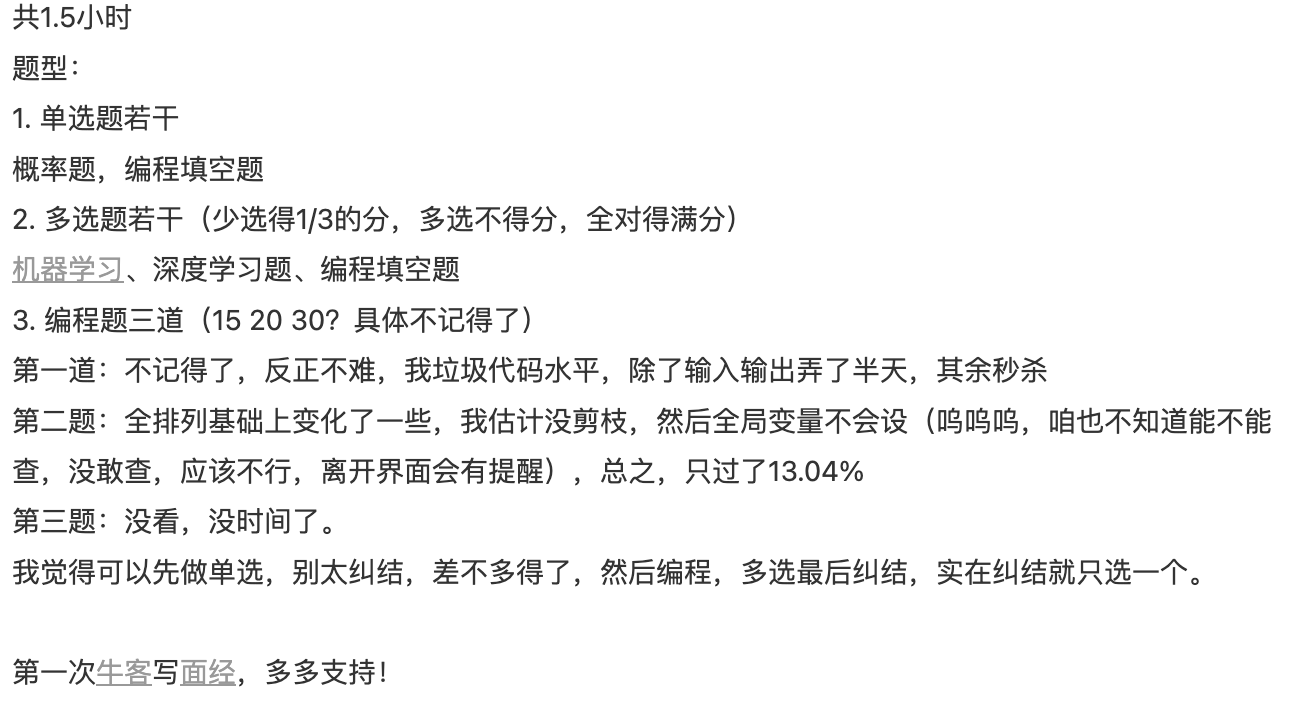 共1.5小时
题型：
1. 单选题若干
概率题，编程填空题
2. 多选题若干（少选得1/3的分，多选不得分，全对得满分）
机器学习、深度学习题、编程填空题
3. 编程题三道（15 20 30？具体不记得了）
第一道：不记得了，反正不难，我垃圾代码水平，除了输入输出弄了半天，其余秒杀
第二题：全排列基础上变化了一些，我估计没剪枝，然后全局变量不会设（呜呜呜，咱也不知道能不能
查，没敢查，应该不行，离开界面会有提醒），总之，只过了13.04%
第三题：没看，没时间了。
我觉得可以先做单选，别太纠结，差不多得了，然后编程，多选最后纠结，实在纠结就只选一个。
第一次牛客写面经，多多支持！